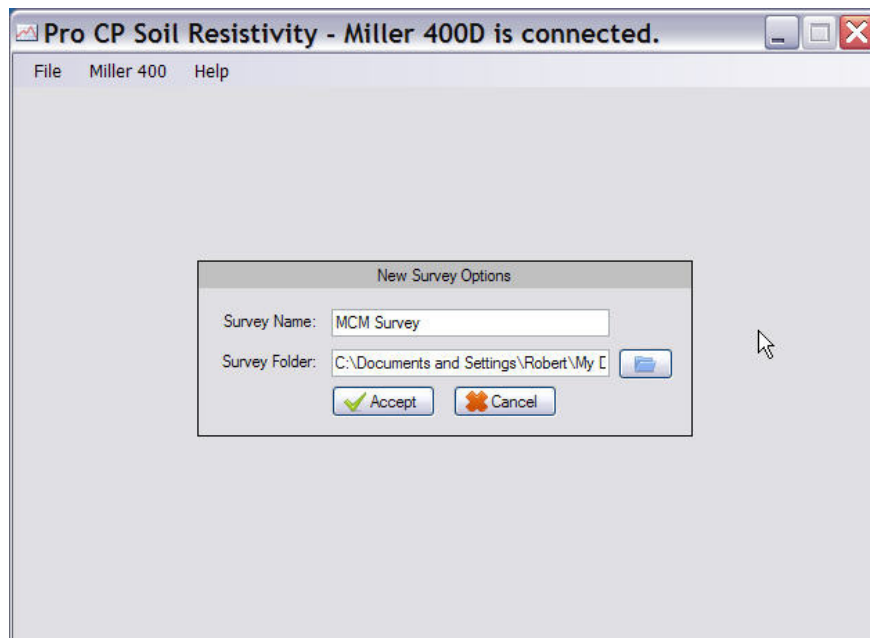 Pro CP Soil Resistivity - Miller 400D is connected.
File Miller 400 Help
New Survey Options
Survey Name: MCM Survey
Survey Folder: C:\Documents and Settings\Robert\My D
Accept Cancel